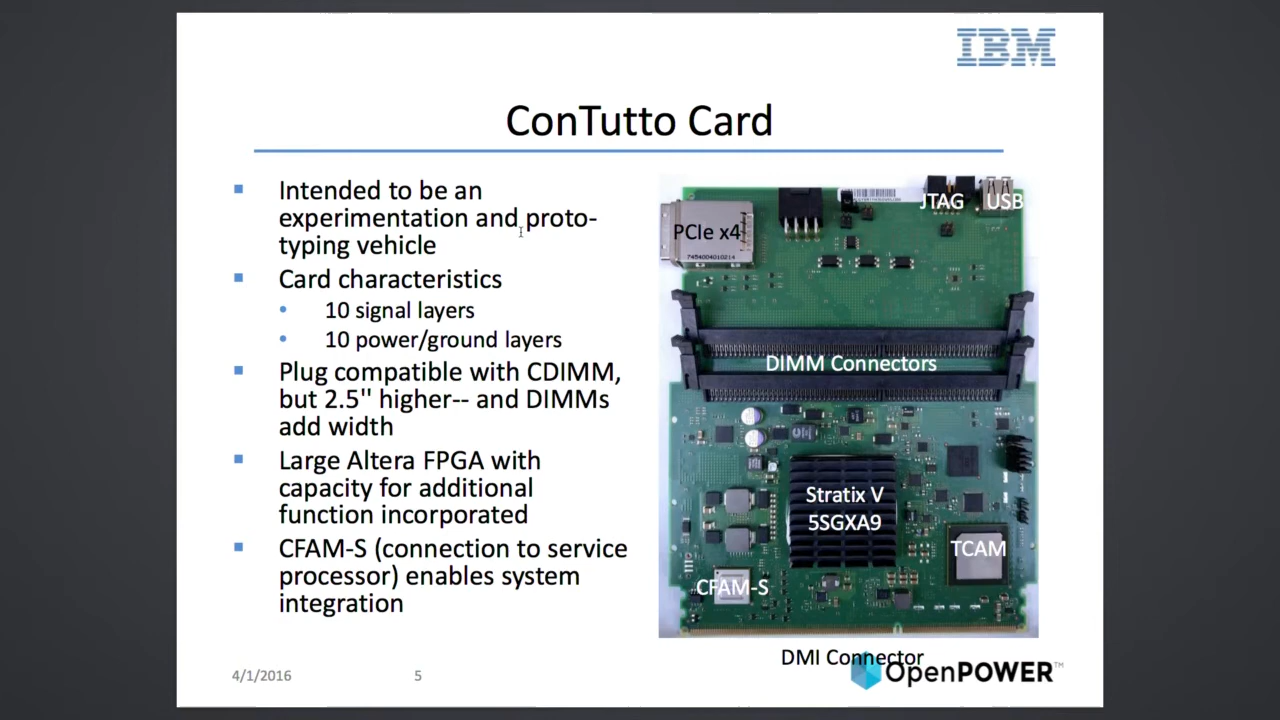 IBM
ConTutto Card
Intended to be an
experimentation and proto-
typing vehicle
Card characteristics
10 signal layers
10 power/ground layers
Plug compatible with CDIMM,
but 2.5" higher-- and DIMMs
add width
Large Altera FPGA with
capacity for additional
function incorporated
CFAM-S (connection to service
processor) enables system
integration
JTAG
USB
PCIe x4
7454004010214
DIMM Connectors
Stratix V
5SGXA9
TCAM
CFAM-S
DMI Connector
4/1/2016
5
OpenPOWER™